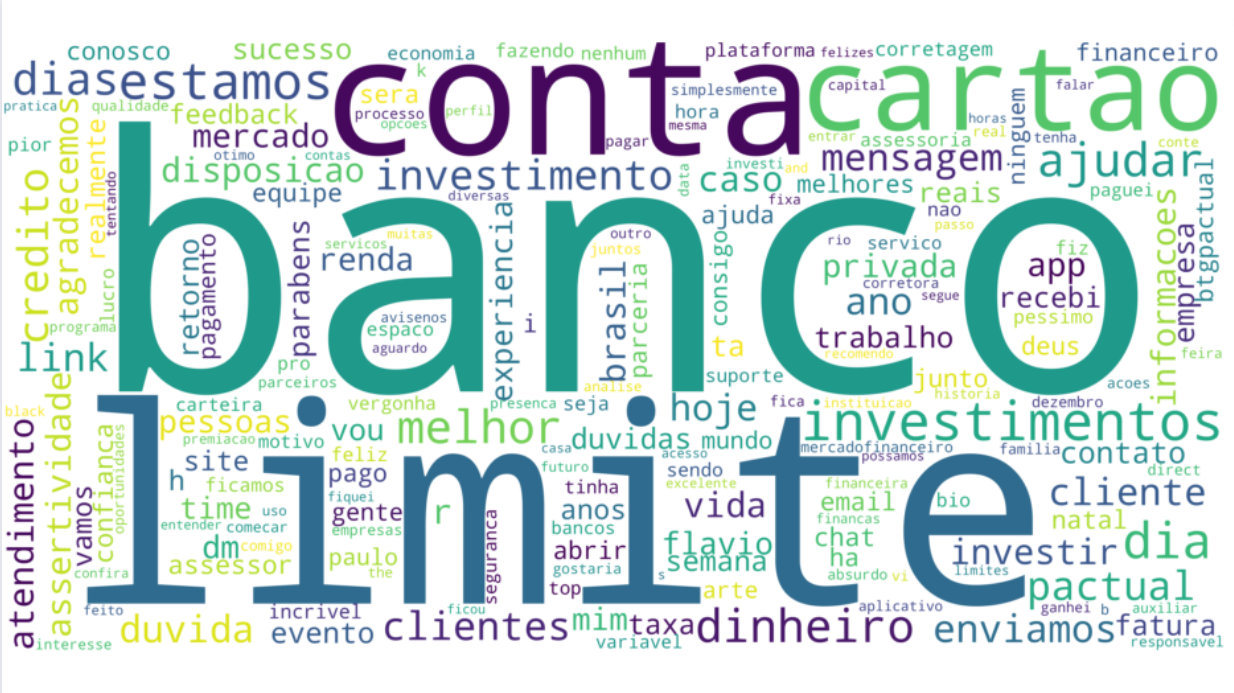 conosco
sucesso
economia
fazendo
nenhum
plataforma
felizes
corretagem
financeiro
dias
estamos
k
conta
cartao
sera
simplesmente
capital
falar
pratica
qualidade
feedback
processo
perfil
hora
horas
opcoes
mesma
entrar
assessoria
real
tenha
ninguem
conte
pior
agradecemos
realmente
mercado
pagar
mensagem
ajudar
otimo
contas
disposicao
investimento
data
caso
investi
and
melhores
reais
paguei
btgpactual
credito
tentando
equipe
diversas
fixa
ajuda
nao
passo
banco
experiencia
outro
rio
servico
fiz
informacoes
empresa
retorno
pagamento
parabens
servicos
muitas
renda
juntos
brasil
parceria
consigo
privada
corretora
app
lucro
segue
ano
recebi
avisenos
i
programa
espaco
trabalho
pessimo
link
aguardo
ta
recomendo
deus
feira
pro
parceiros
analise
suporte
junto
acoes
historia
assertividade
black
carteira
vergonha
presenca
seja
hoje
fica
instituicao
dezembro
pessoas
limite
investimentos
atendimento
premiacao
motivo
vou
melhor
duvidas
mundo
mercadofinanceiro
familia
contato
confianca
oportunidades
site
feliz
casa
acesso
possamos
direct
vamos
h
ficamos
pago
futuro
sendo
excelente
financeira
fiquei
tinha
vida
email
bio
cliente
time
entender
uso
comecar
gente
empresas
r
seguranca
anos
bancos
financas
natal
dm
comigo
abrir
flavio
chat
dia
assessor
paulo
the
gostaria
semana
ha
investir
confira
s
absurdo
vi
limites
pactual
top
arte
feito
incrivel
ficou
aplicativo
ganhei
b
auxiliar
interesse
duvida
evento
clientes
mim
taxa
dinheiro
enviamos
fatura
variavel
responsavel